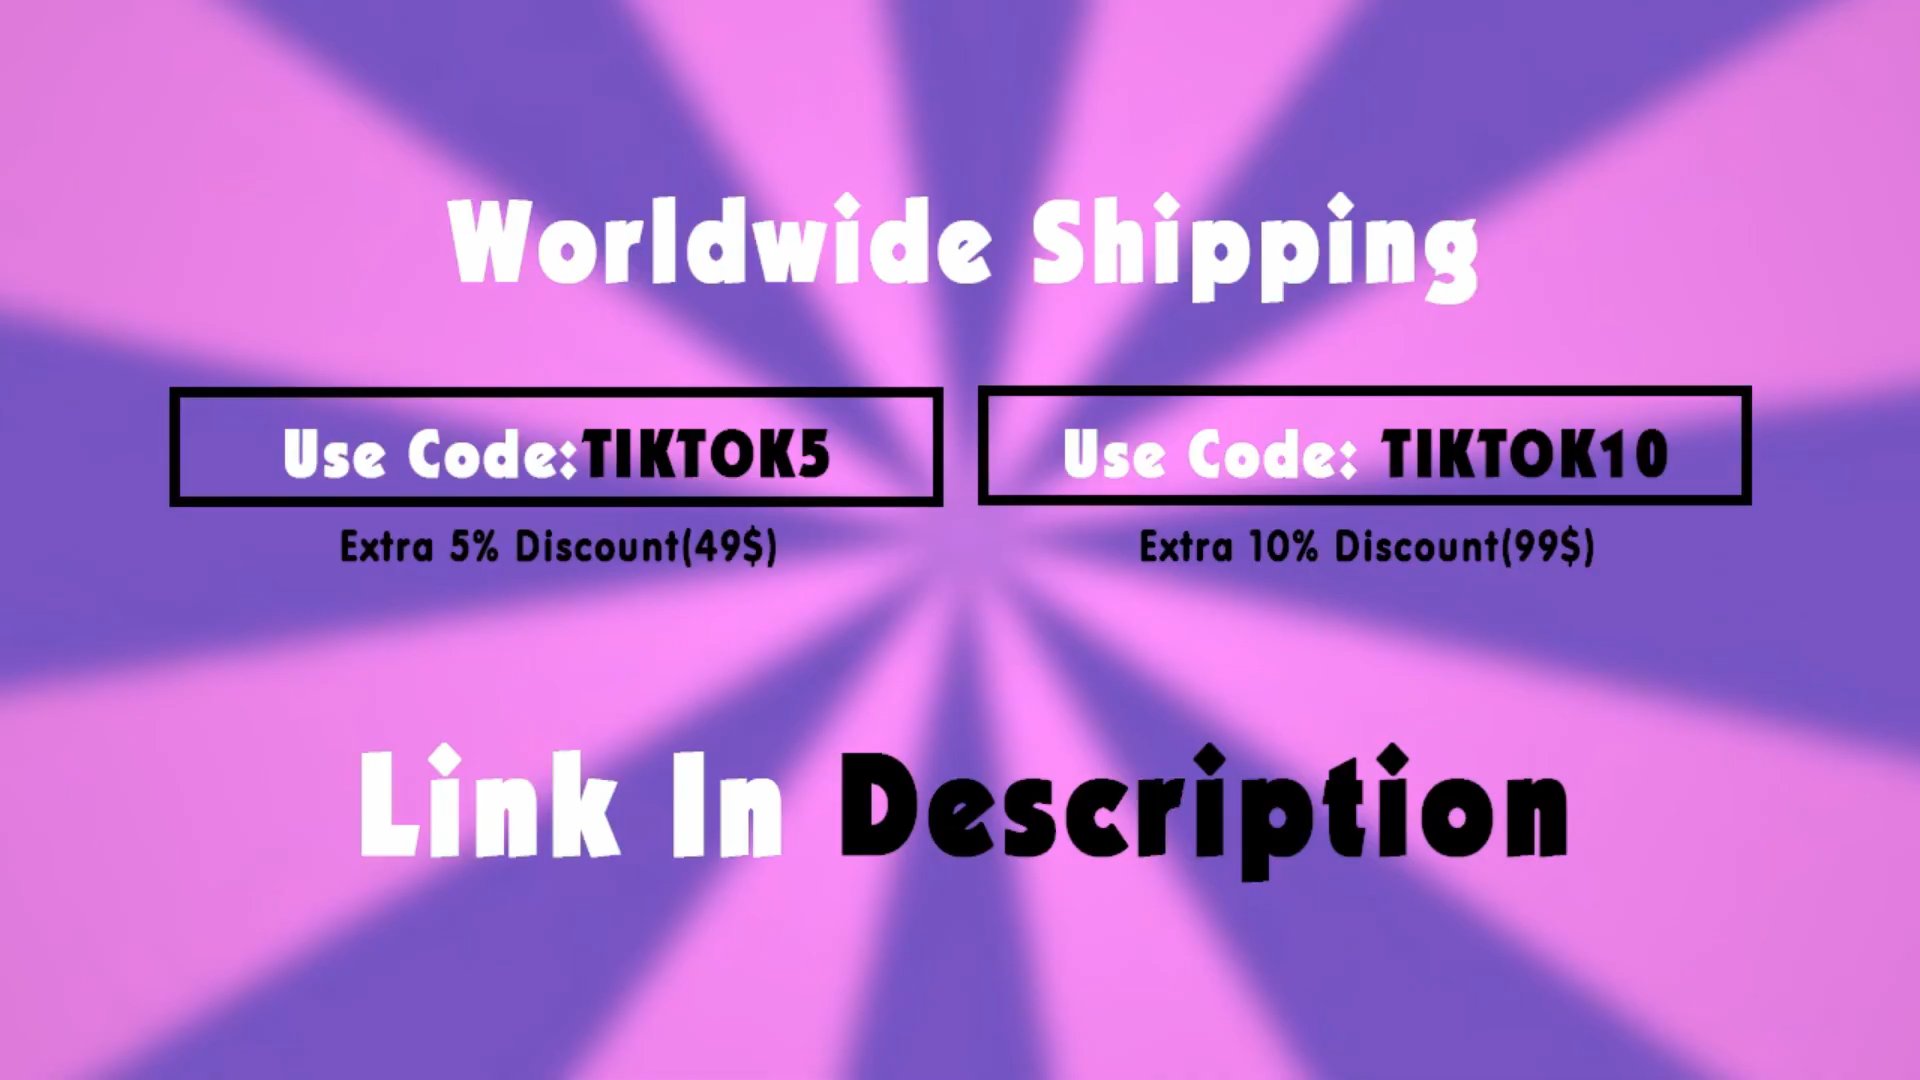 Worldwide Shipping
Use Code:TIKTOK5
Extra 5% Discount(49$)
Use Code: TIKTOK10
Extra 10% Discount(99$)
Link In Description